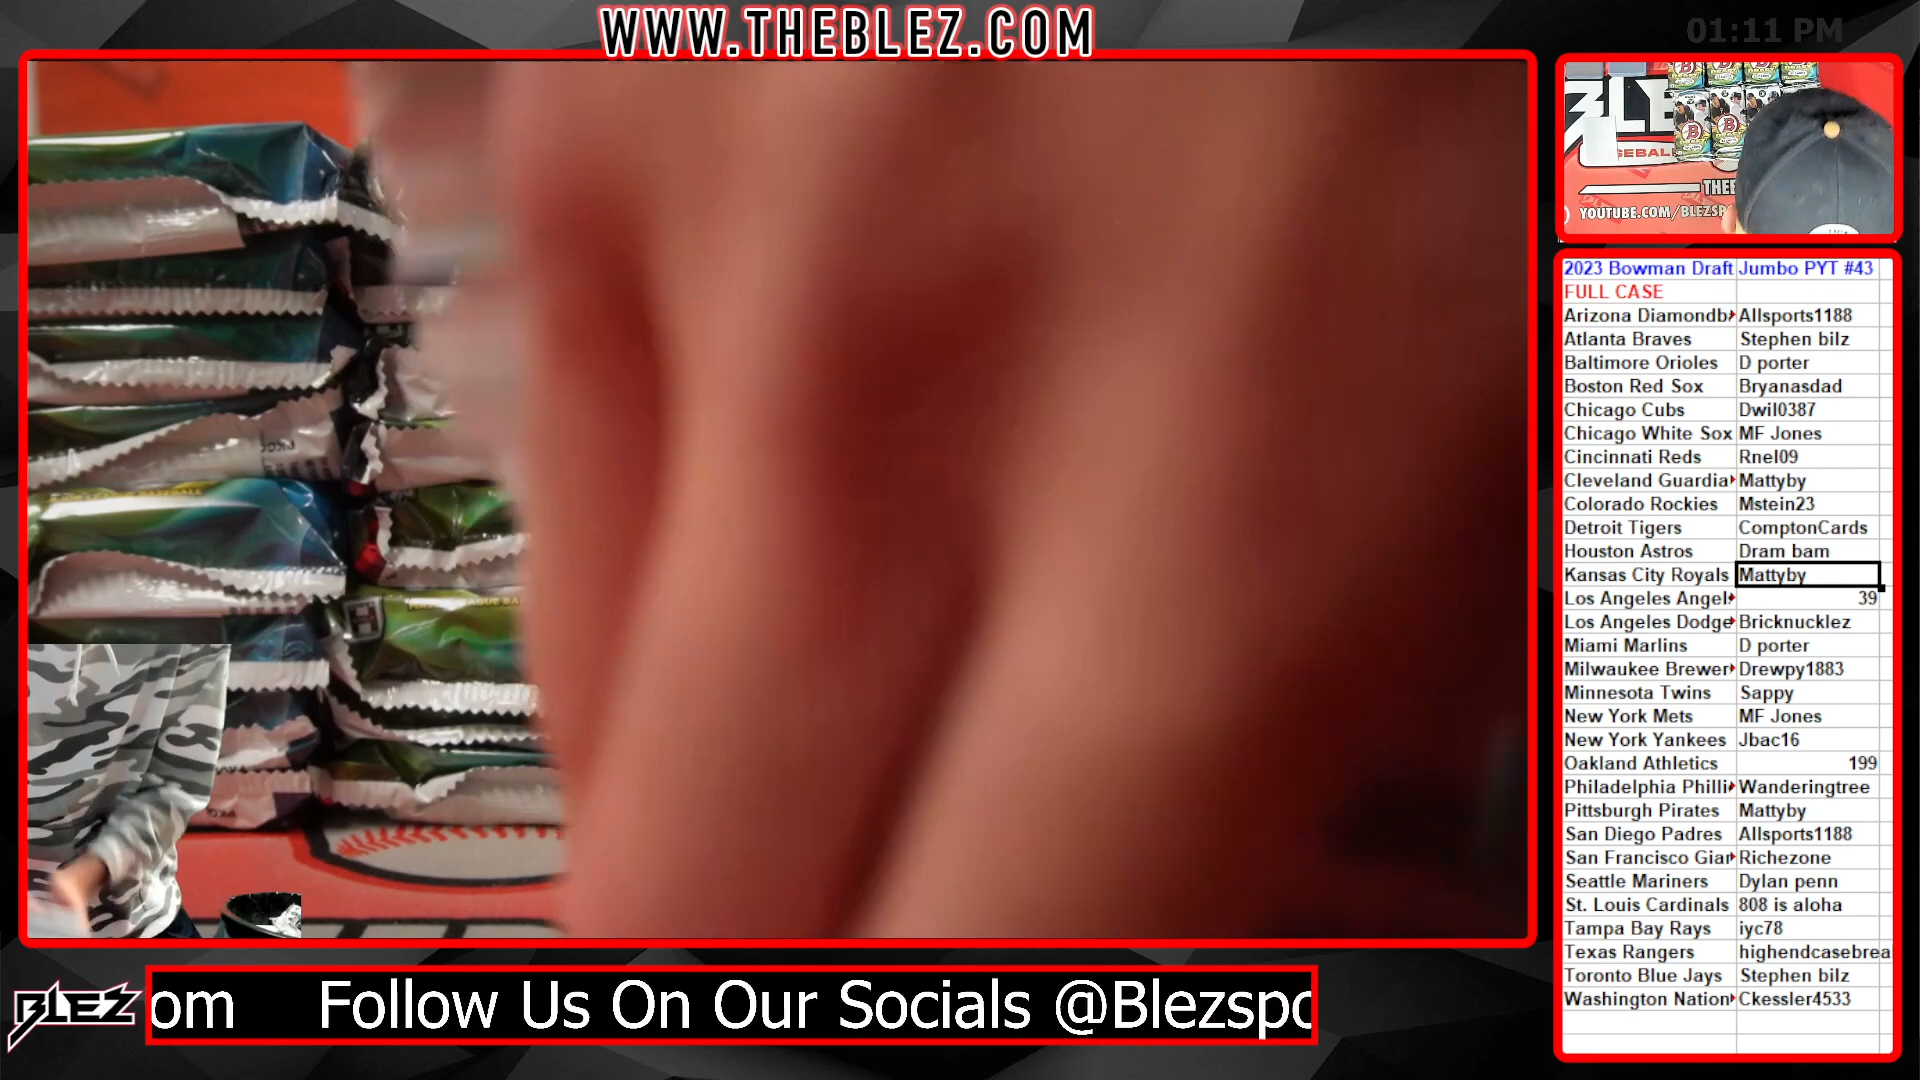 WWW.THEBLEZ.COM
01:11 PM
BLE
SEBAL
THEB
YOUTUBE.COM/BLEZSP
2023 Bowman Draft Jumbo PYT #43
FULL CASE
Arizona Diamondb Allsports1188
Atlanta Braves Stephen bilz
Baltimore Orioles D porter
Boston Red Sox Bryanasdad
Chicago Cubs Dwil0387
Chicago White Sox MF Jones
Cincinnati Reds Rnel09
Cleveland Guardia Mattyby
Colorado Rockies Mstein23
Detroit Tigers ComptonCards
Houston Astros Dram bam
Kansas City Royals Mattyby
Los Angeles Angel 39
Los Angeles Dodge Bricknucklez
Miami Marlins D porter
Milwaukee Brewer Drewpy1883
Minnesota Twins Sappy
New York Mets MF Jones
New York Yankees Jbac16
Oakland Athletics 199
Philadelphia Philli Wanderingtree
Pittsburgh Pirates Mattyby
San Diego Padres Allsports1188
San Francisco Giar Richezone
Seattle Mariners Dylan penn
St. Louis Cardinals 808 is aloha
Tampa Bay Rays iyc78
Texas Rangers highendcasebrea
Toronto Blue Jays Stephen bilz
Washington Nation Ckessler4533
BLEZ
om Follow Us On Our Socials @Blezspo